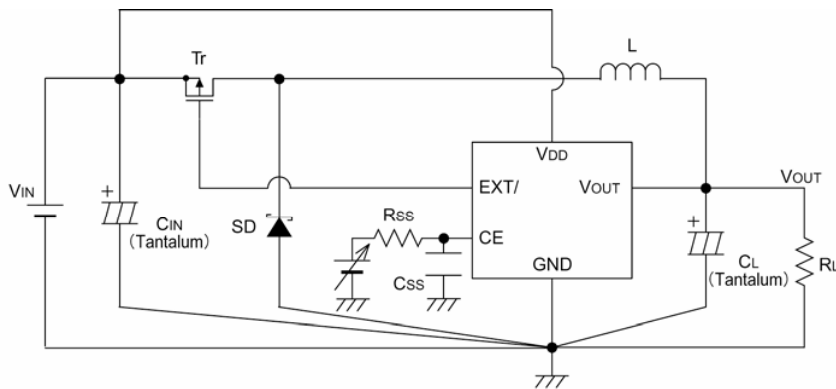 Tr
L
VDD
EXT/
VOUT
VOUT
VIN
+
CIN
(Tantalum)
SD
RSS
CE
CSS
GND
+
CL
(Tantalum)
RL